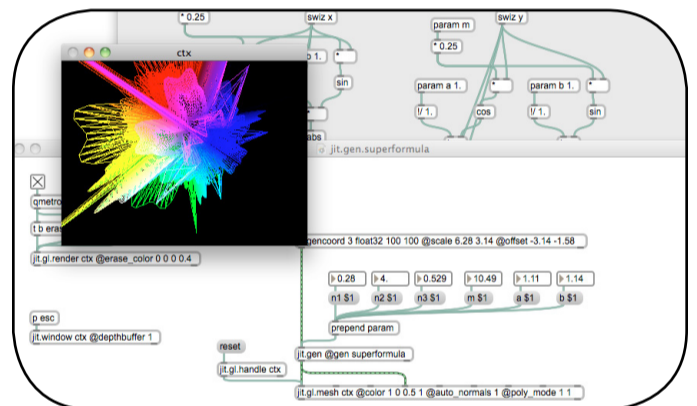 * 0.25
swiz x
swiz y
param m
* 0.25
ctx
b 1.
*
sin
param a 1.
*
param b 1.
*
!/ 1.
cos
!/ 1.
sin
abs
jit.gen.superformula
qmetro
t b eras
gencoord 3 float32 100 100 @scale 6.28 3.14 @offset -3.14 -1.58
jit.gl.render ctx @erase_color 0 0 0 0.4
0.28
4.
0.529
10.49
1.11
1.14
n1 $1
n2 $1
n3 $1
m $1
a $1
b $1
p esc
prepend param
jit.window ctx @depthbuffer 1
reset
jit.gen @gen superformula
jit.gl.handle ctx
jit.gl.mesh ctx @color 1 0 0.5 1 @auto_normals 1 @poly_mode 1 1